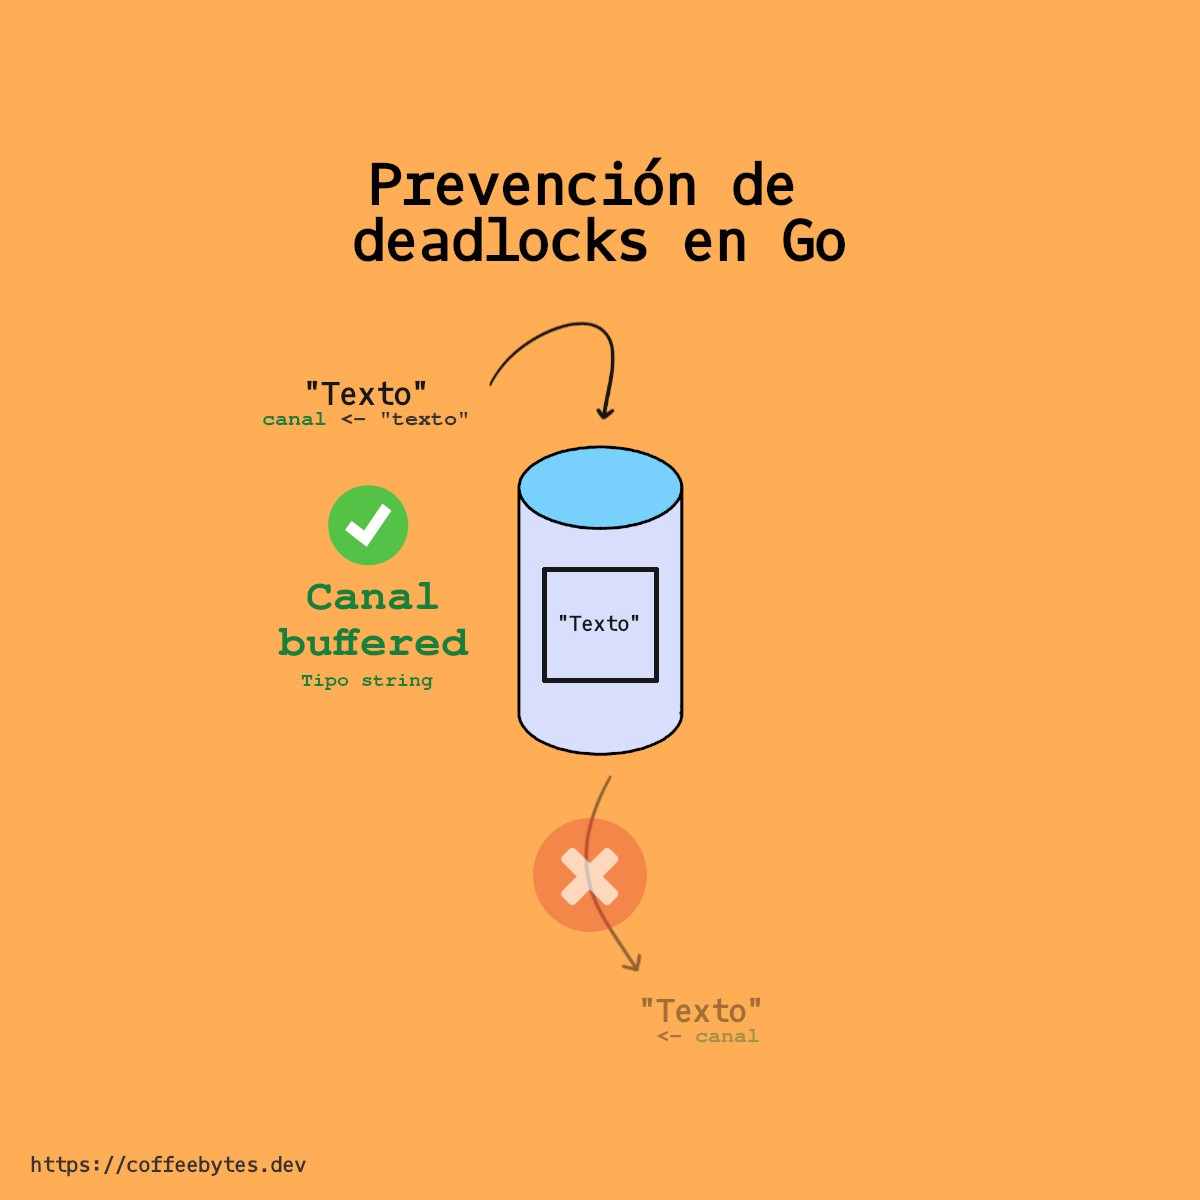 Prevención de
deadlocks en Go
"Texto"
canal <- "texto"
Canal
buffered
Tipo string
"Texto"
"Texto"
<- canal
https://coffeebytes.dev